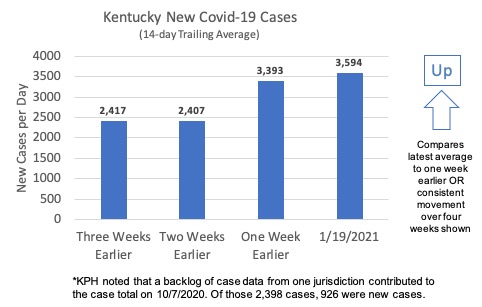 Kentucky New Covid-19 Cases
(14-day Trailing Average)
New Cases per Day
4000
3500
3000
2500
2000
1500
1000
500
0
2,417
2,407
3,393
3,594
Three Weeks
Earlier
Two Weeks
Earlier
One Week
Earlier
1/19/2021
Up
Compares
latest average
to one week
earlier OR
consistent
movement
over four
weeks shown
*KPH noted that a backlog of case data from one jurisdiction contributed to
the case total on 10/7/2020. Of those 2,398 cases, 926 were new cases.